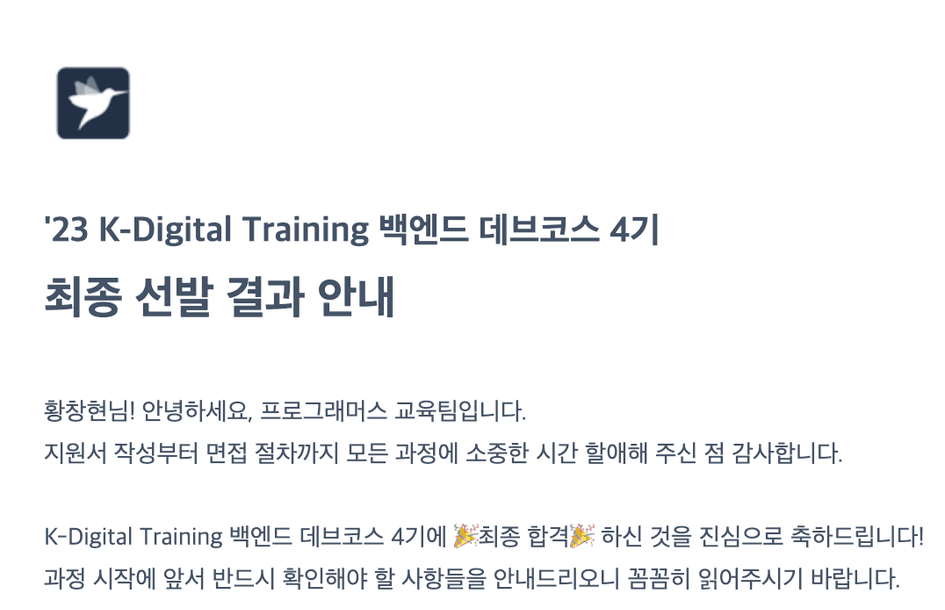 '23 K-Digital Training 백엔드 데브코스 4기
최종 선발 결과 안내
황창현님! 안녕하세요, 프로그래머스 교육팀입니다.
지원서 작성부터 면접 절차까지 모든 과정에 소중한 시간 할애해 주신 점 감사합니다.
K-Digital Training 백엔드 데브코스 4기에 🎉최종 합격🎉 하신 것을 진심으로 축하드립니다!
과정 시작에 앞서 반드시 확인해야 할 사항들을 안내드리오니 꼼꼼히 읽어주시기 바랍니다.